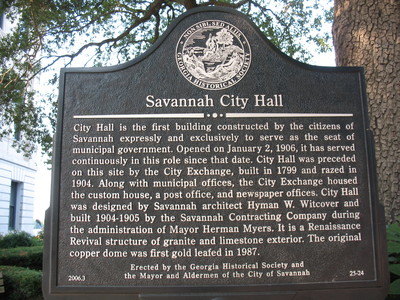 NON SIBI, SED ALIIS
GEORGIA HISTORICAL SOCIETY
Savannah City Hall
City Hall is the first building constructed by the citizens of
Savannah expressly and exclusively to serve as the seat of
municipal government. Opened on January 2, 1906, it has served
continuously in this role since that date. City Hall was preceded
on this site by the City Exchange, built in 1799 and razed in
1904. Along with municipal offices, the City Exchange housed
the custom house, a post office, and newspaper offices. City Hall
was designed by Savannah architect Hyman W. Witcover and
built 1904-1905 by the Savannah Contracting Company during
the administration of Mayor Herman Myers. It is a Renaissance
Revival structure of granite and limestone exterior. The original
copper dome was first gold leafed in 1987.
Erected by the Georgia Historical Society and
the Mayor and Aldermen of the City of Savannah
2006.3
25-24